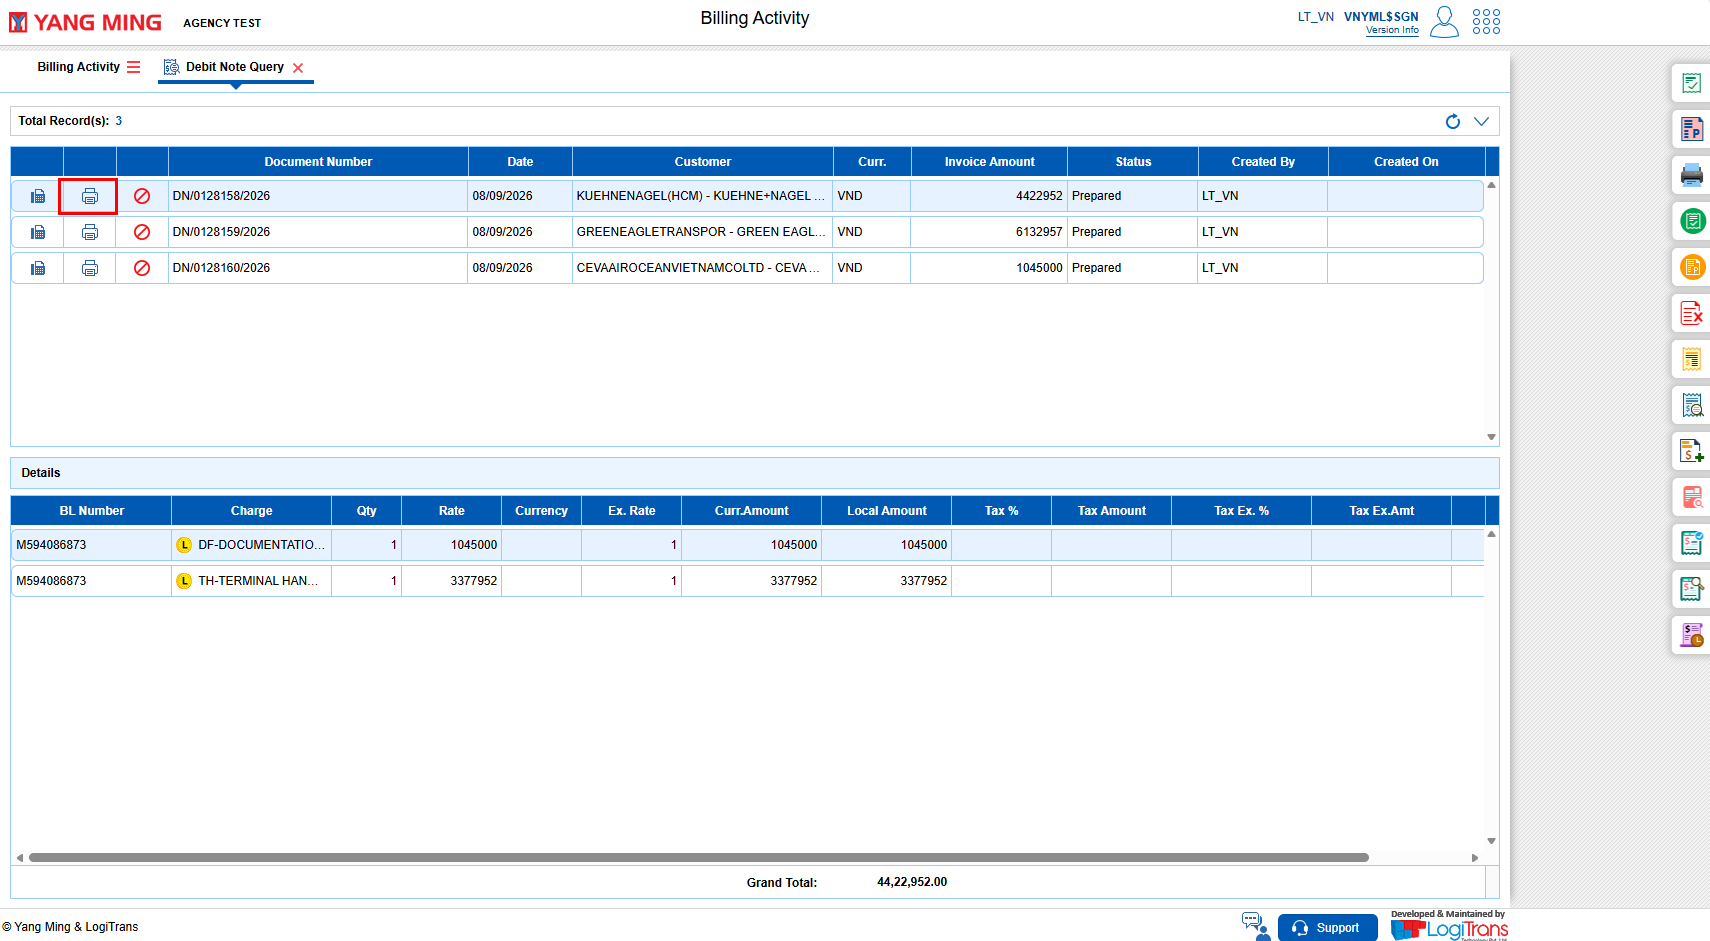 YANG MING AGENCY TEST
Billing Activity
LT_VN VNYML$SGN
Version Info
Billing Activity
Debit Note Query
Total Record(s): 3
Document Number Date Customer Curr. Invoice Amount Status Created By Created On
DN/0128158/2026 08/09/2026 KUEHNENAGEL(HCM) - KUEHNE+NAGEL ... VND 4422952 Prepared LT_VN
DN/0128159/2026 08/09/2026 GREENEAGLETRANSPOR - GREEN EAGL... VND 6132957 Prepared LT_VN
DN/0128160/2026 08/09/2026 CEVAAIROCEANVIETNAMCOLTD - CEVA ... VND 1045000 Prepared LT_VN
Details
BL Number Charge Qty Rate Currency Ex. Rate Curr.Amount Local Amount Tax % Tax Amount Tax Ex. % Tax Ex.Amt
M594086873 L DF-DOCUMENTATIO... 1 1045000 1 1045000 1045000
M594086873 L TH-TERMINAL HAN... 1 3377952 1 3377952 3377952
Grand Total: 44,22,952.00
© Yang Ming & LogiTrans
Support
Developed & Maintained by
LogiTrans